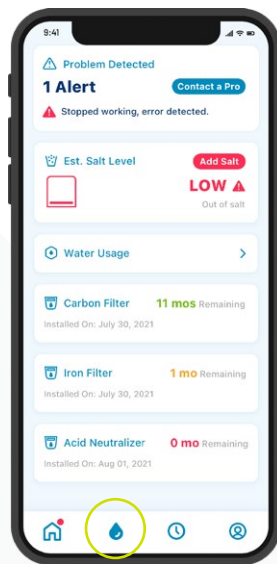 9:41
Problem Detected
1 Alert Contact a Pro
Stopped working, error detected.
Est. Salt Level Add Salt
LOW
Out of salt
Water Usage
Carbon Filter 11 mos Remaining
Installed On: July 30, 2021
Iron Filter 1 mo Remaining
Installed On: July 30, 2021
Acid Neutralizer 0 mo Remaining
Installed On: Aug 01, 2021